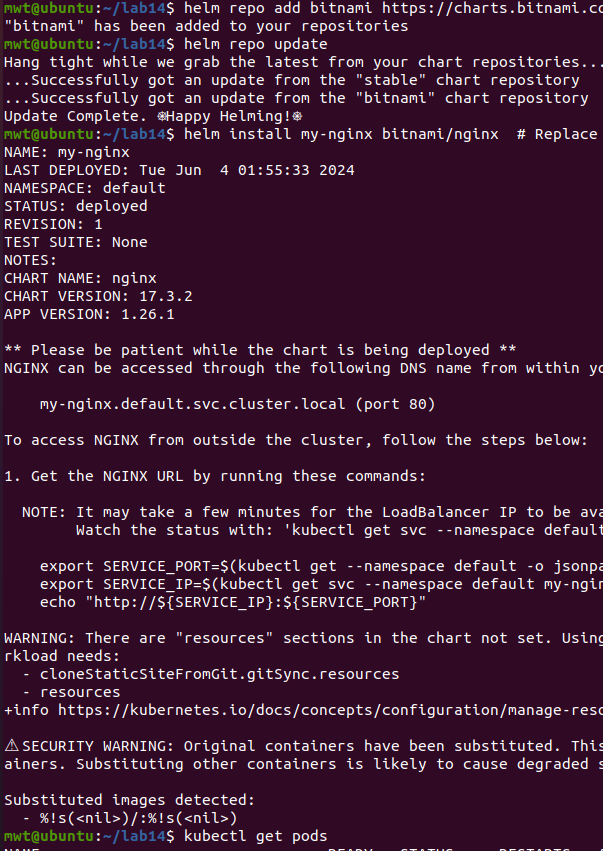 mwt@ubuntu:~/lab14$ helm repo add bitnami https://charts.bitnami.co
"bitnami" has been added to your repositories
mwt@ubuntu:~/lab14$ helm repo update
Hang tight while we grab the latest from your chart repositories...
...Successfully got an update from the "stable" chart repository
...Successfully got an update from the "bitnami" chart repository
Update Complete. ⎈Happy Helming!⎈
mwt@ubuntu:~/lab14$ helm install my-nginx bitnami/nginx  # Replace
NAME: my-nginx
LAST DEPLOYED: Tue Jun  4 01:55:33 2024
NAMESPACE: default
STATUS: deployed
REVISION: 1
TEST SUITE: None
NOTES:
CHART NAME: nginx
CHART VERSION: 17.3.2
APP VERSION: 1.26.1
** Please be patient while the chart is being deployed **
NGINX can be accessed through the following DNS name from within yo
my-nginx.default.svc.cluster.local (port 80)
To access NGINX from outside the cluster, follow the steps below:
1. Get the NGINX URL by running these commands:
NOTE: It may take a few minutes for the LoadBalancer IP to be ava
Watch the status with: 'kubectl get svc --namespace default
export SERVICE_PORT=$(kubectl get --namespace default -o jsonpa
export SERVICE_IP=$(kubectl get svc --namespace default my-ngin
echo "http://${SERVICE_IP}:${SERVICE_PORT}"
WARNING: There are "resources" sections in the chart not set. Using
rkload needs:
- cloneStaticSiteFromGit.gitSync.resources
- resources
+info https://kubernetes.io/docs/concepts/configuration/manage-reso
⚠SECURITY WARNING: Original containers have been substituted. This
ainers. Substituting other containers is likely to cause degraded s
Substituted images detected:
- %!s(<nil>)/:%!s(<nil>)
mwt@ubuntu:~/lab14$ kubectl get pods
NAME READY STATUS RESTARTS